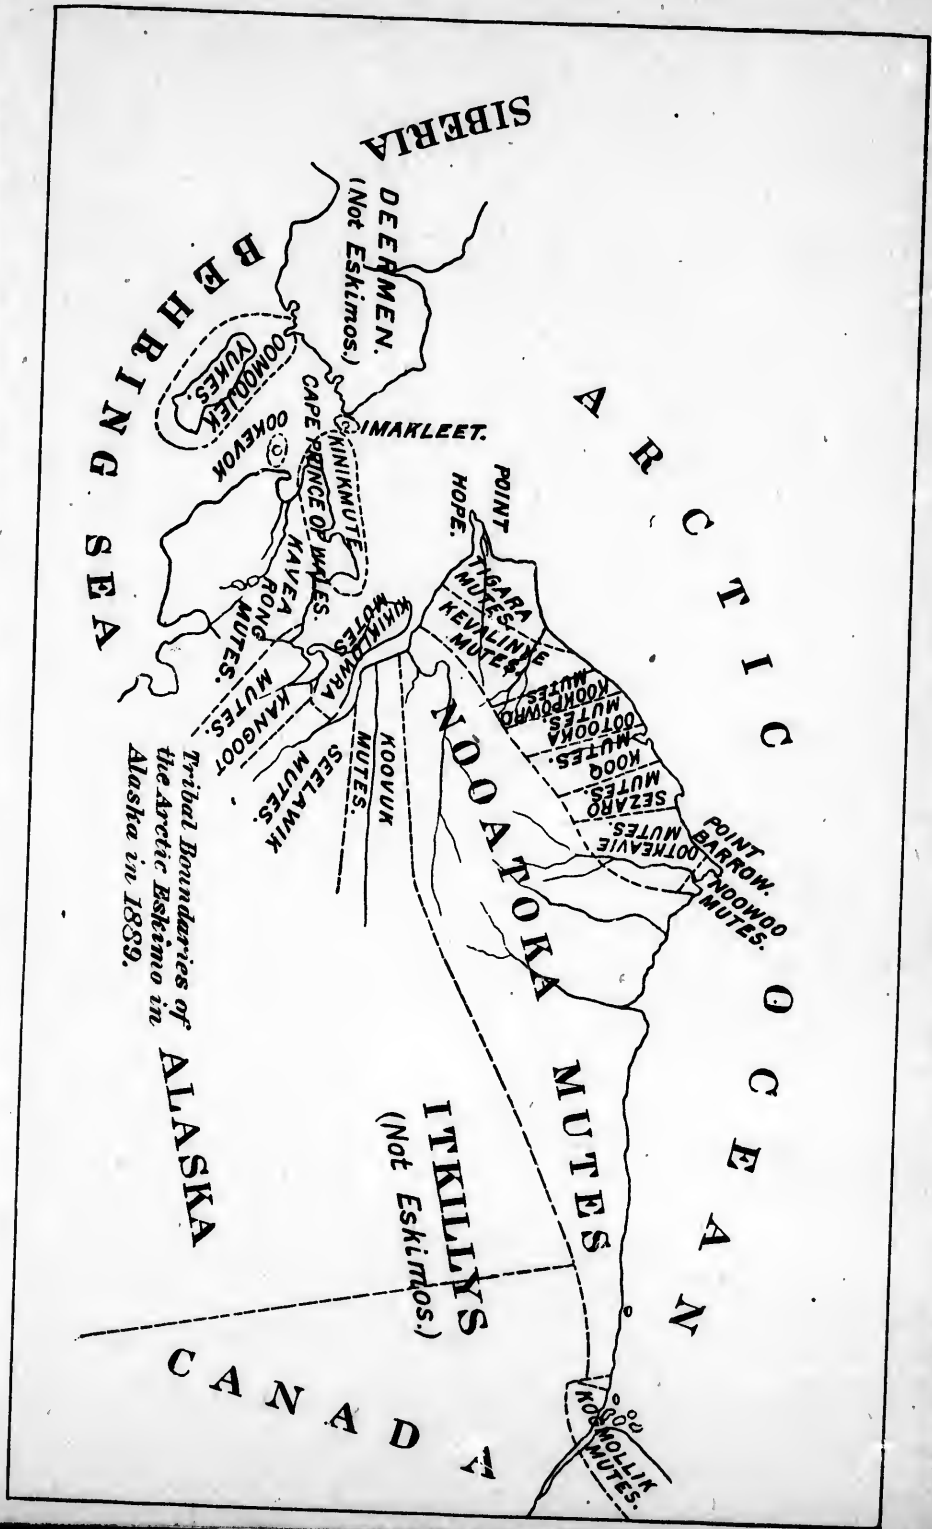 SIBERIA
DEERMEN.
(Not Eskimos.)
BEHRING SEA
ARCTIC OCEAN
OOMOOJEK
YUKES.
OOKEVOK
IMAKLEET.
KINIKMUTE
CAPE PRINCE OF WALES.
KAVEA
RONG
MUTES.
KANGOOT
MUTES.
KIKIKLOWRA
MUTES
SEELAWIK
MUTES.
KOOVUK
MUTES.
POINT
HOPE.
TIGARA
MUTES.
KEVALINYE
MUTES.
KOOKPOWRO
MUTES
OOTOOKA
MUTES.
KOOQ
MUTES.
SEZARO
MUTES.
OOTKEAVIE
MUTES.
POINT
BARROW.
NOOWOO
MUTES.
NOOATOKA MUTES
ITKILLYS
(Not Eskimos.)
KOGMOLLIK
MUTES.
ALASKA
CANADA
Tribal Boundaries of
the Arctic Eskimo in
Alaska in 1889.